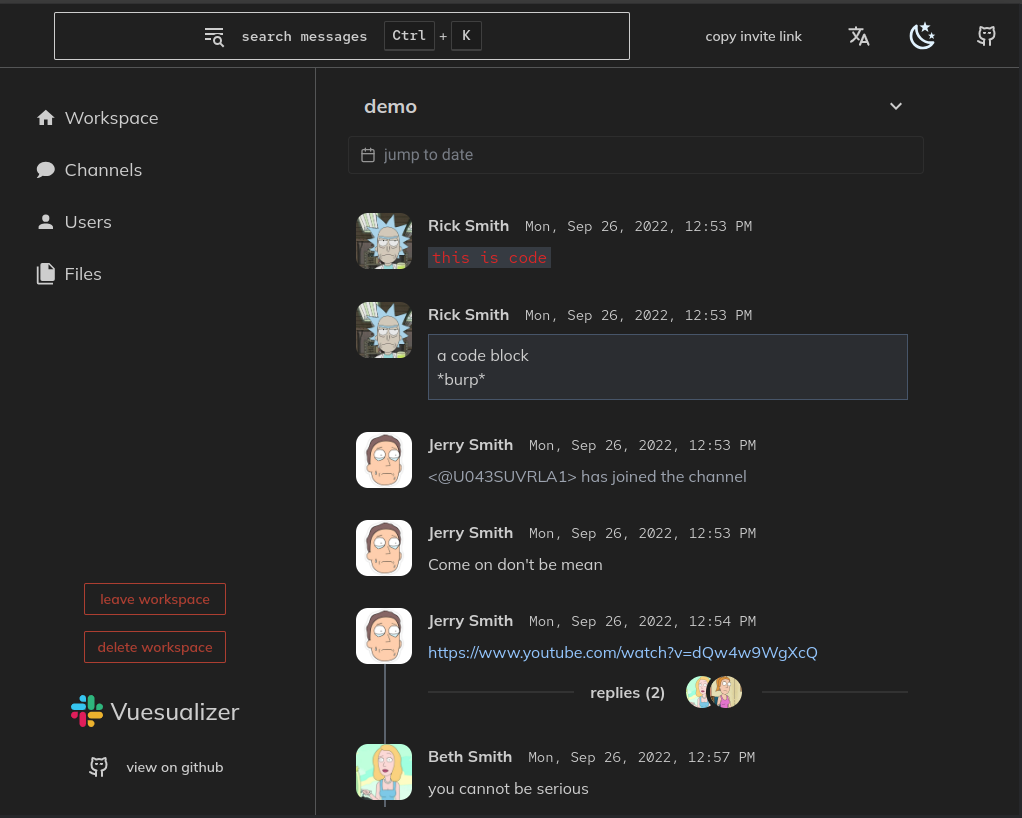 search messages Ctrl + K
copy invite link
Workspace
Channels
Users
Files
leave workspace
delete workspace
Vuesualizer
view on github
demo
jump to date
Rick Smith Mon, Sep 26, 2022, 12:53 PM
this is code
Rick Smith Mon, Sep 26, 2022, 12:53 PM
a code block
*burp*
Jerry Smith Mon, Sep 26, 2022, 12:53 PM
<@U043SUVRLA1> has joined the channel
Jerry Smith Mon, Sep 26, 2022, 12:53 PM
Come on don't be mean
Jerry Smith Mon, Sep 26, 2022, 12:54 PM
https://www.youtube.com/watch?v=dQw4w9WgXcQ
replies (2)
Beth Smith Mon, Sep 26, 2022, 12:57 PM
you cannot be serious